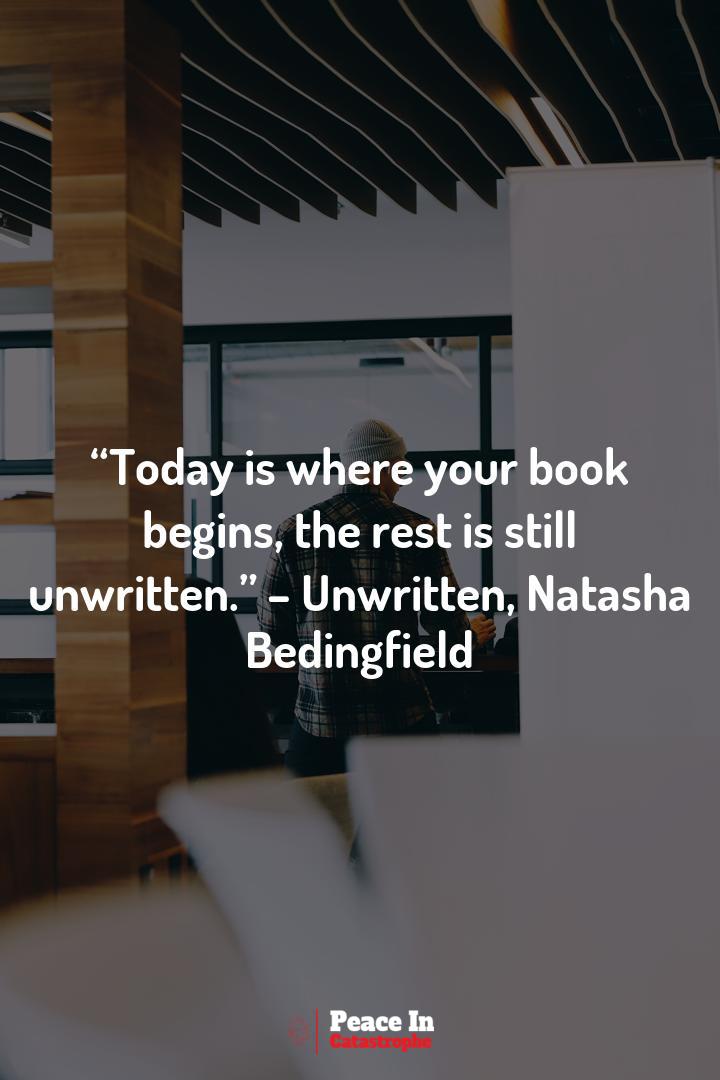 “Today is where your book
begins, the rest is still
unwritten.” – Unwritten, Natasha
Bedingfield
Peace In
Catastrophe